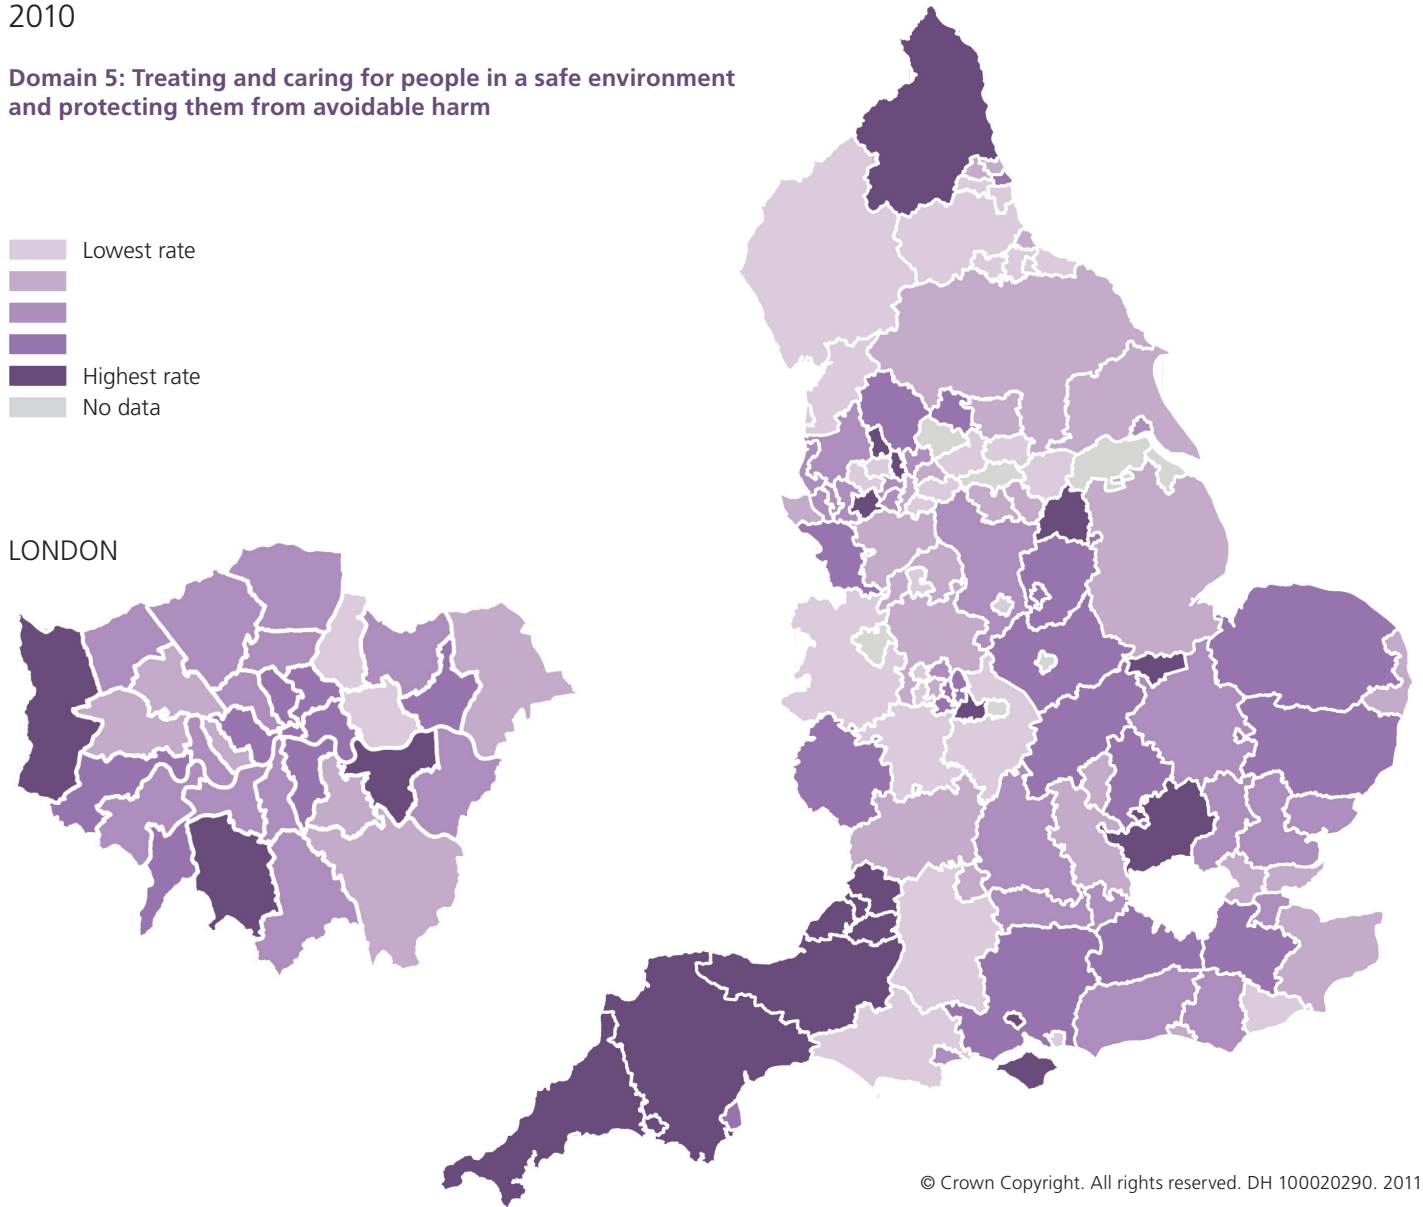 2010
Domain 5: Treating and caring for people in a safe environment
and protecting them from avoidable harm
Lowest rate
Highest rate
No data
LONDON
© Crown Copyright. All rights reserved. DH 100020290. 2011